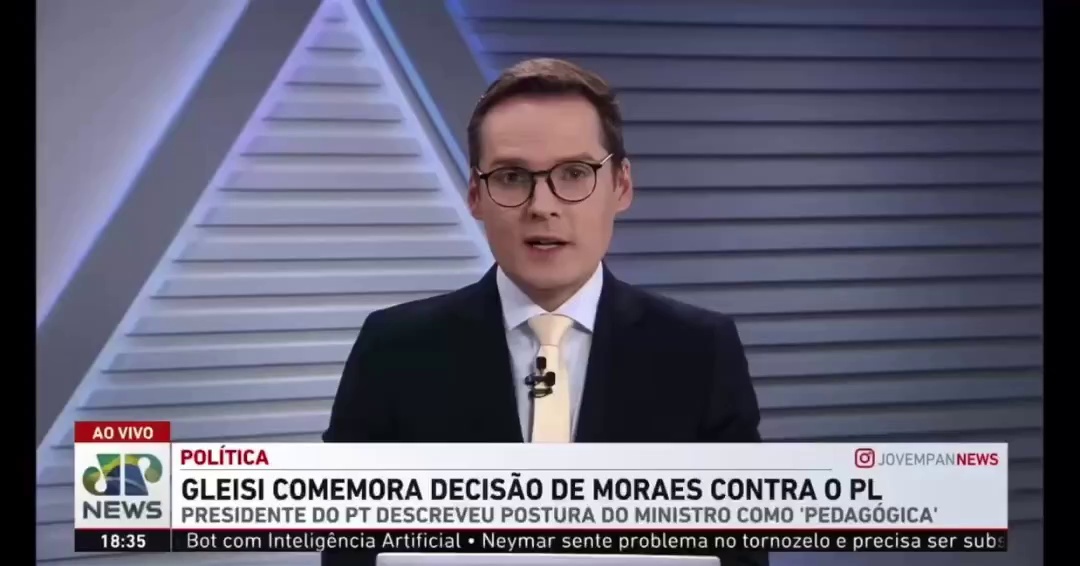 AO VIVO
POLÍTICA
JOVEMPANNEWS
JP
NEWS
GLEISI COMEMORA DECISÃO DE MORAES CONTRA O PL
PRESIDENTE DO PT DESCREVEU POSTURA DO MINISTRO COMO 'PEDAGÓGICA'
18:35
Bot com Inteligência Artificial • Neymar sente problema no tornozelo e precisa ser subs